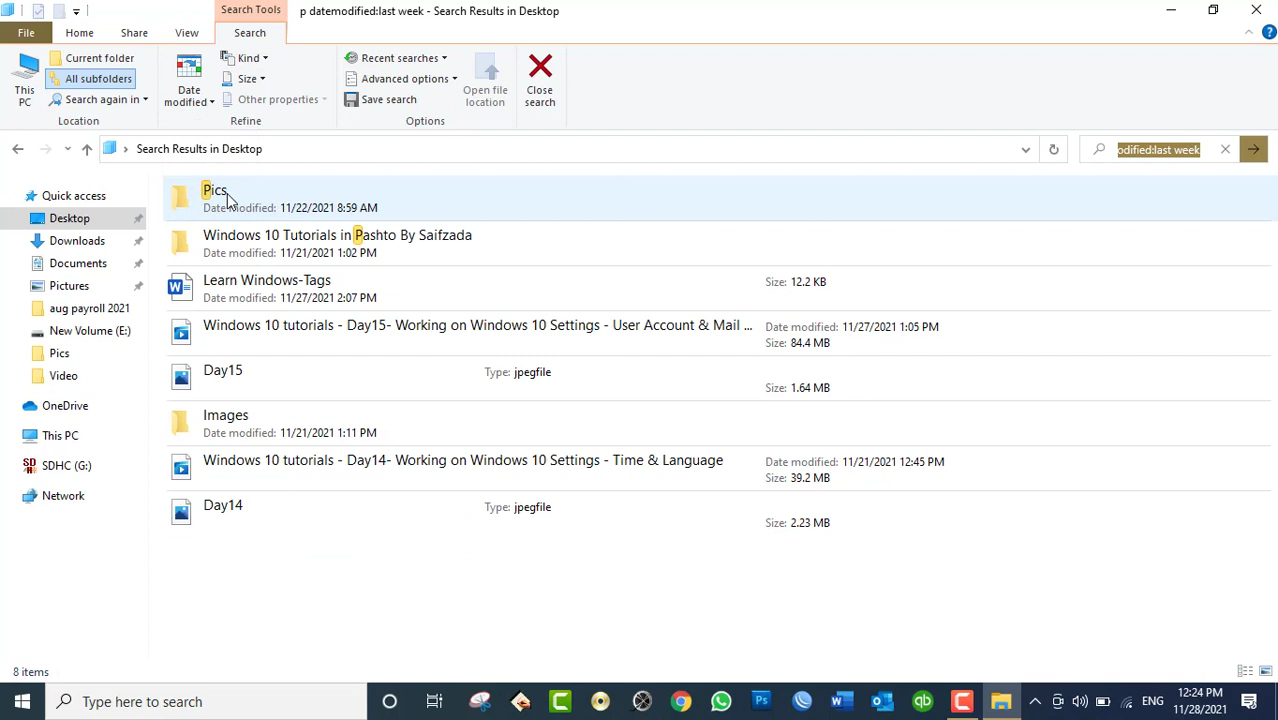 Search Tools
p datemodified:last week - Search Results in Desktop
File
Home
Share
View
Search
This PC
Current folder
All subfolders
Search again in
Location
Date modified
Kind
Size
Other properties
Refine
Recent searches
Advanced options
Save search
Open file location
Options
Close search
Search Results in Desktop
odified:last week
Quick access
Desktop
Downloads
Documents
Pictures
aug payroll 2021
New Volume (E:)
Pics
Video
OneDrive
This PC
SDHC (G:)
Network
Pics
Date modified: 11/22/2021 8:59 AM
Windows 10 Tutorials in Pashto By Saifzada
Date modified: 11/21/2021 1:02 PM
Learn Windows-Tags
Date modified: 11/27/2021 2:07 PM
Size: 12.2 KB
Windows 10 tutorials - Day15- Working on Windows 10 Settings - User Account & Mail ...
Date modified: 11/27/2021 1:05 PM
Size: 84.4 MB
Day15
Type: jpegfile
Size: 1.64 MB
Images
Date modified: 11/21/2021 1:11 PM
Windows 10 tutorials - Day14- Working on Windows 10 Settings - Time & Language
Date modified: 11/21/2021 12:45 PM
Size: 39.2 MB
Day14
Type: jpegfile
Size: 2.23 MB
8 items
Type here to search
ENG
12:24 PM
11/28/2021